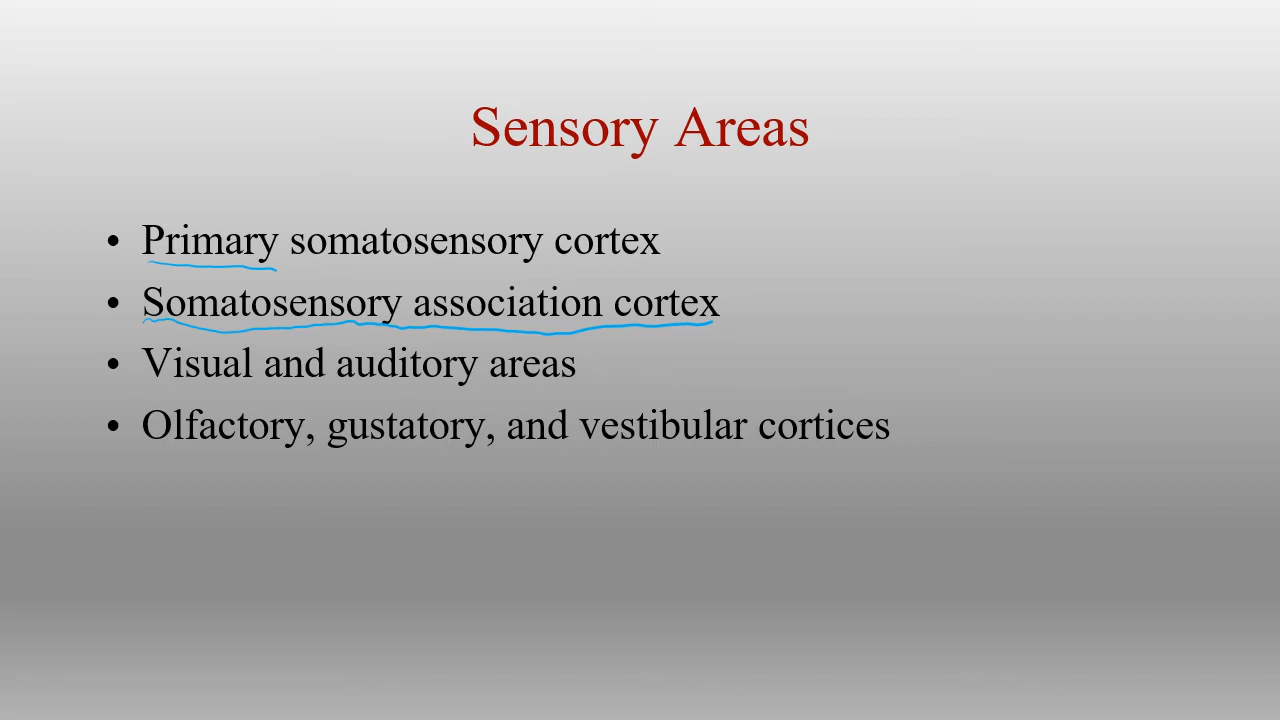 Sensory Areas
• Primary somatosensory cortex
• Somatosensory association cortex
• Visual and auditory areas
• Olfactory, gustatory, and vestibular cortices